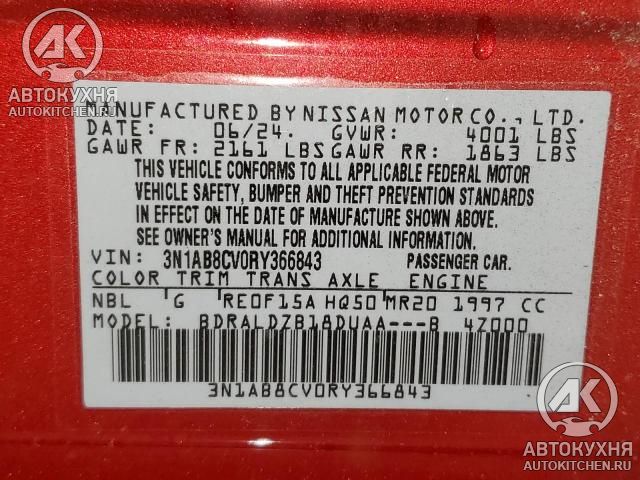 АК
АВТОКУХНЯ
AUTOKITCHEN.RU
MANUFACTURED BY NISSAN MOTOR CO., LTD.
DATE: 06/24. GVWR: 4001 LBS
GAWR FR: 2161 LBS GAWR RR: 1863 LBS
THIS VEHICLE CONFORMS TO ALL APPLICABLE FEDERAL MOTOR
VEHICLE SAFETY, BUMPER AND THEFT PREVENTION STANDARDS
IN EFFECT ON THE DATE OF MANUFACTURE SHOWN ABOVE.
SEE OWNER'S MANUAL FOR ADDITIONAL INFORMATION.
VIN: 3N1AB8CV0RY366843 PASSENGER CAR.
COLOR TRIM TRANS AXLE ENGINE
NBL G RE0F15A HQ50 MR20 1997 CC
MODEL: BDRALDZB18DUAA---B 4Z000
3N1AB8CV0RY366843
АК
АВТОКУХНЯ
AUTOKITCHEN.RU